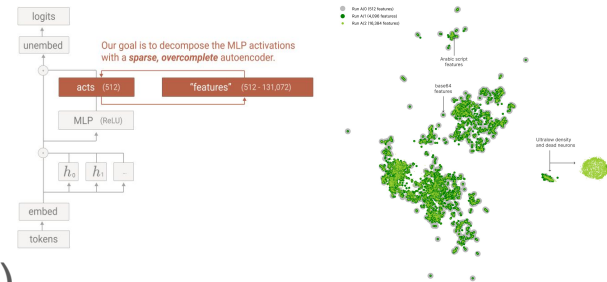 logits
unembed
Our goal is to decompose the MLP activations
with a sparse, overcomplete autoencoder.
acts (512)
"features" (512 - 131,072)
MLP (ReLU)
h₀ h₁ ...
embed
tokens
)
Run A/0 (512 features)
Run A/1 (4,096 features)
Run A/2 (16,384 features)
Arabic script
features
base64
features
Ultralow density
and dead neurons